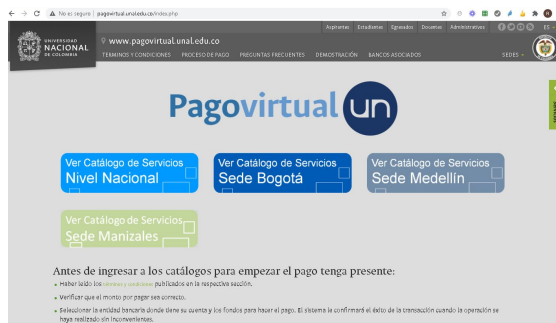 No es seguro | pagovirtual.unal.edu.co/index.php
Aspirantes Estudiantes Egresados Docentes Administrativos ES
UNIVERSIDAD
NACIONAL
DE COLOMBIA
www.pagovirtual.unal.edu.co
TÉRMINOS Y CONDICIONES PROCESO DE PAGO PREGUNTAS FRECUENTES DEMOSTRACIÓN BANCOS ASOCIADOS SEDES
Pagovirtual un
Ver Catálogo de Servicios
Nivel Nacional
Ver Catálogo de Servicios
Sede Bogotá
Ver Catálogo de Servicios
Sede Medellín
Ver Catálogo de Servicios
Sede Manizales
Antes de ingresar a los catálogos para empezar el pago tenga presente:
Haber leído los términos y condiciones publicados en la respectiva sección.
Verificar que el monto por pagar sea correcto.
Seleccionar la entidad bancaria donde tiene su cuenta y los fondos para hacer el pago. El sistema le confirmará el éxito de la transacción cuando la operación se
haya realizado sin inconvenientes.